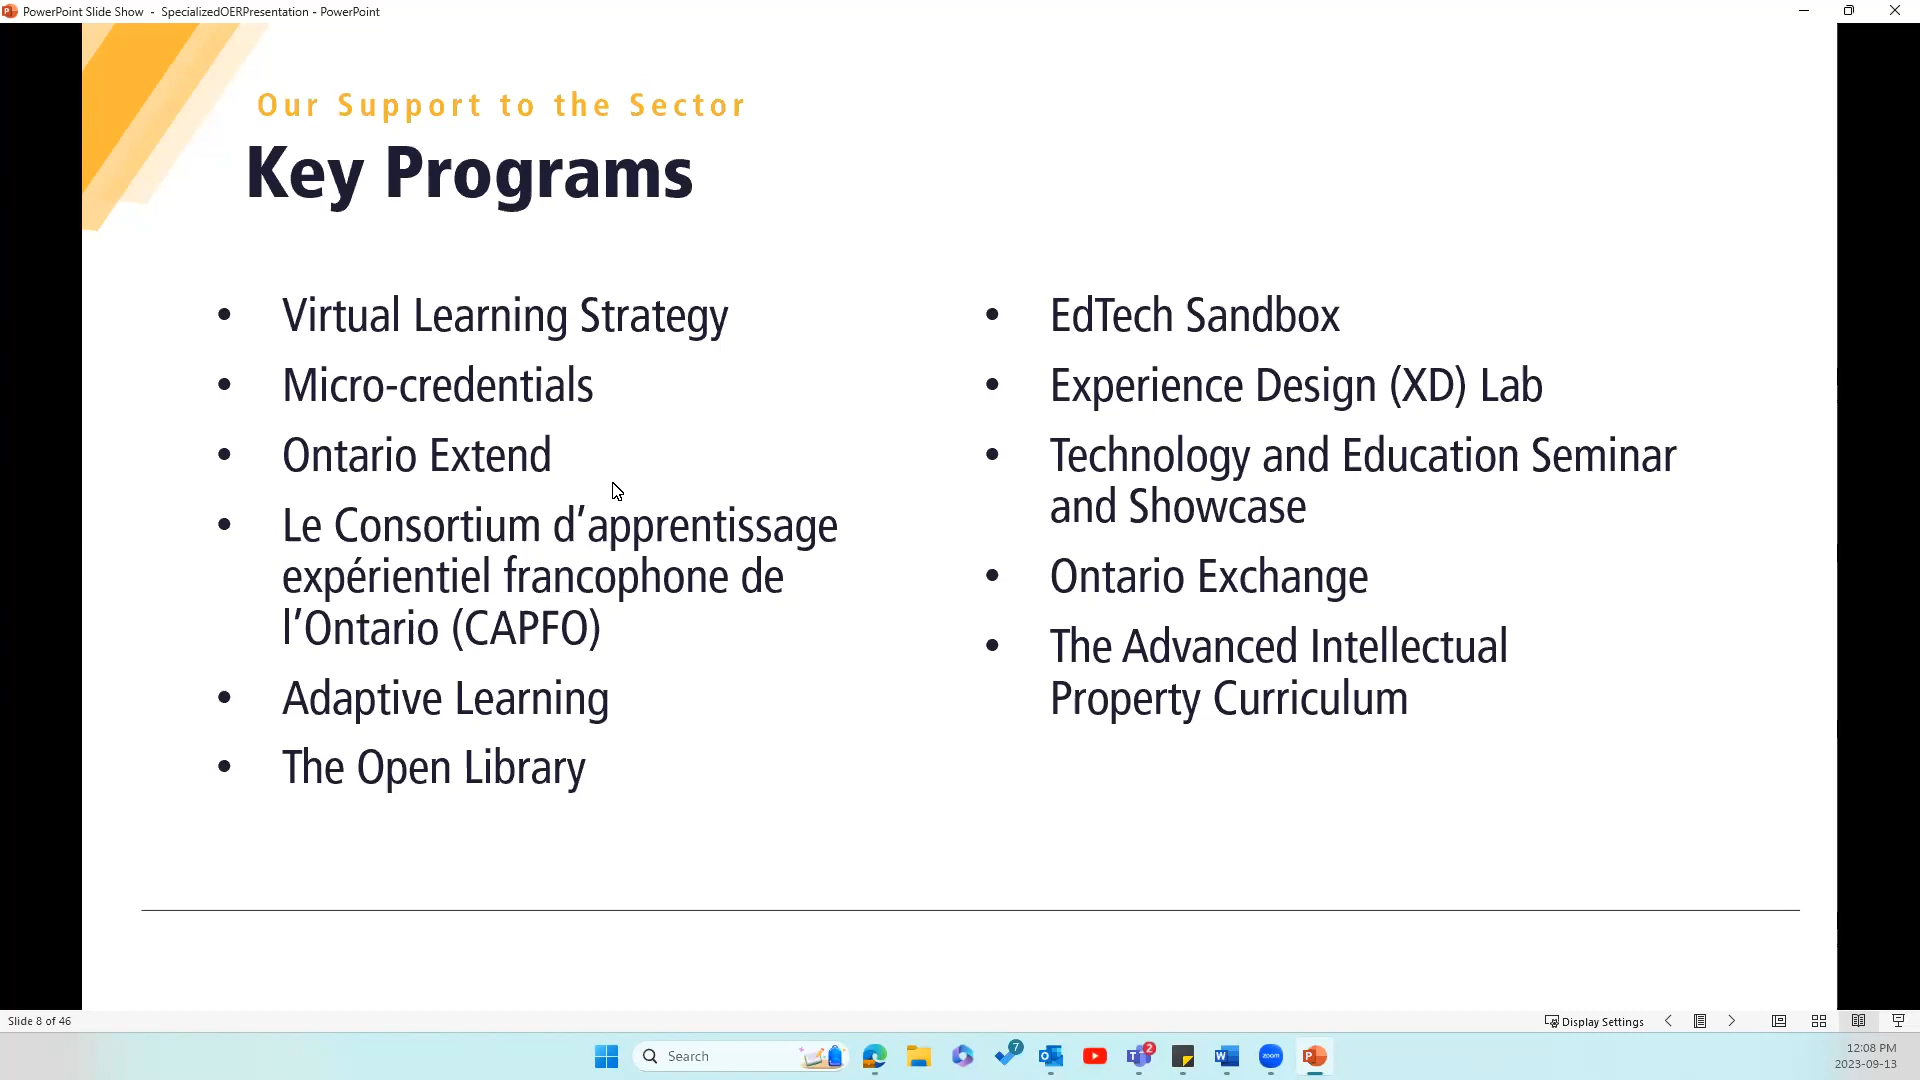 PowerPoint Slide Show - SpecializedOERPresentation - PowerPoint
Our Support to the Sector
Key Programs
• Virtual Learning Strategy
• Micro-credentials
• Ontario Extend
• Le Consortium d’apprentissage
expérientiel francophone de
l’Ontario (CAPFO)
• Adaptive Learning
• The Open Library
• EdTech Sandbox
• Experience Design (XD) Lab
• Technology and Education Seminar
and Showcase
• Ontario Exchange
• The Advanced Intellectual
Property Curriculum
Slide 8 of 46
Display Settings
Search
7
2
zoom
12:08 PM
2023-09-13